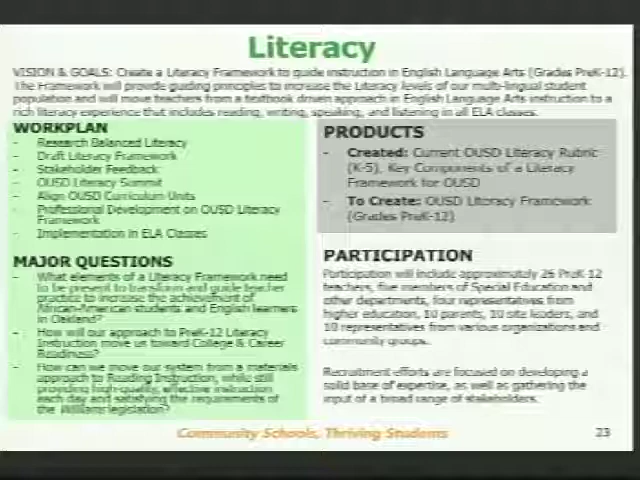 Literacy
VISION & GOALS: Create a Literacy Framework to guide instruction in English Language Arts (Grades PreK-12).
The Framework will provide guiding principles to increase the Literacy levels of our multi-lingual student
population and will move teachers from a textbook driven approach in English Language Arts instruction to a
rich literacy experience that includes reading, writing, speaking, and listening in all ELA classes.
WORKPLAN
- Research Balanced Literacy
- Draft Literacy Framework
- Stakeholder Feedback
- OUSD Literacy Summit
- Align OUSD Curriculum Units
- Professional Development on OUSD Literacy
Framework
- Implementation in ELA Classes
MAJOR QUESTIONS
- What elements of a Literacy Framework need
to be present to transform and guide teacher
practice to increase the achievement of
African-American students and English learners
in Oakland?
- How will our approach to PreK-12 Literacy
Instruction move us toward College & Career
Readiness?
- How can we move our system from a materials
approach to Reading Instruction, while still
providing high-quality, effective instruction
each day and satisfying the requirements of
the Williams legislation?
PRODUCTS
- Created: Current OUSD Literacy Rubric
(K-5), Key Components of a Literacy
Framework for OUSD
- To Create: OUSD Literacy Framework
(Grades PreK-12)
PARTICIPATION
Participation will include approximately 26 PreK-12
teachers, five members of Special Education and
other departments, four representatives from
higher education, 10 parents, 10 site leaders, and
10 representatives from various organizations and
community groups.
Recruitment efforts are focused on developing a
solid base of expertise, as well as gathering the
input of a broad range of stakeholders.
Community Schools, Thriving Students
23